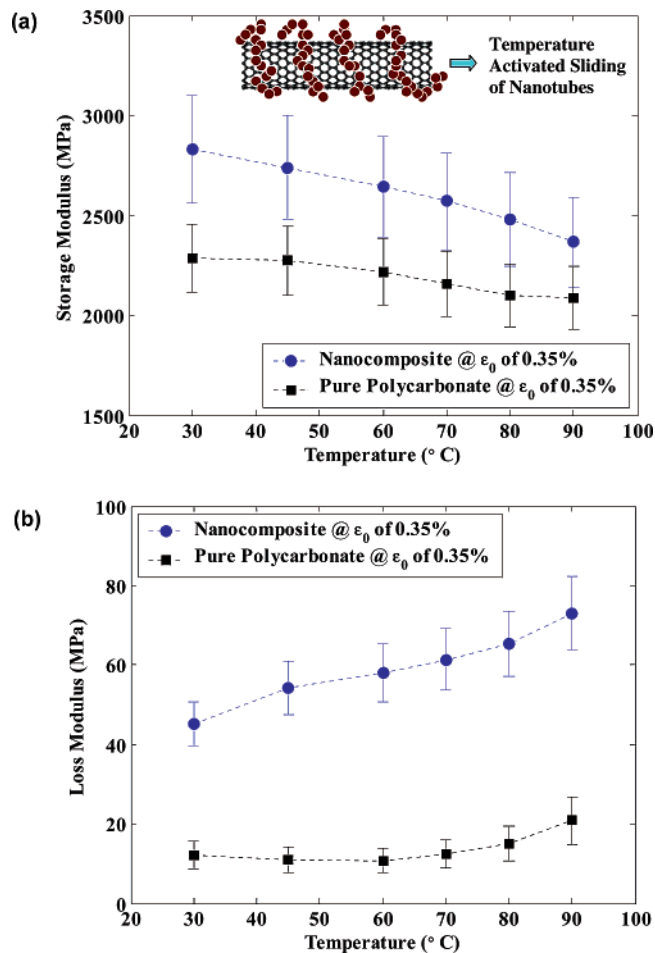 (a)
3500
3000
2500
2000
1500
Storage Modulus (MPa)
Temperature
Activated Sliding
of Nanotubes
Nanocomposite @ ε0 of 0.35%
Pure Polycarbonate @ ε0 of 0.35%
20 30 40 50 60 70 80 90 100
Temperature (° C)
(b)
100
80
60
40
20
0
Loss Modulus (MPa)
Nanocomposite @ ε0 of 0.35%
Pure Polycarbonate @ ε0 of 0.35%
20 30 40 50 60 70 80 90 100
Temperature (° C)